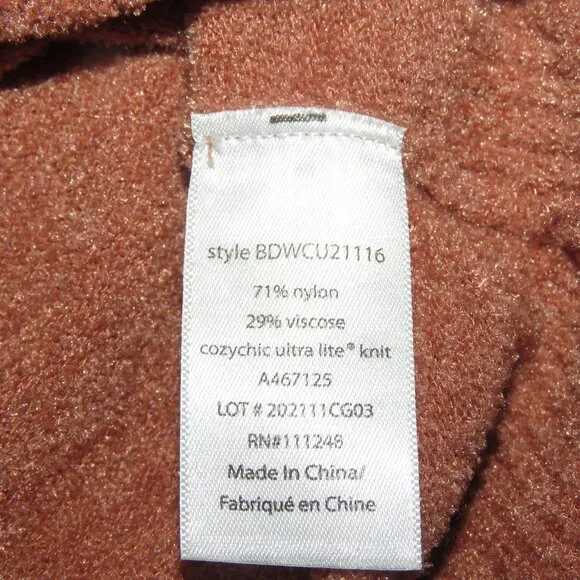 style BDWCU21116
71% nylon
29% viscose
cozychic ultra lite® knit
A467125
LOT # 202111CG03
RN#111248
Made In China/
Fabriqué en Chine